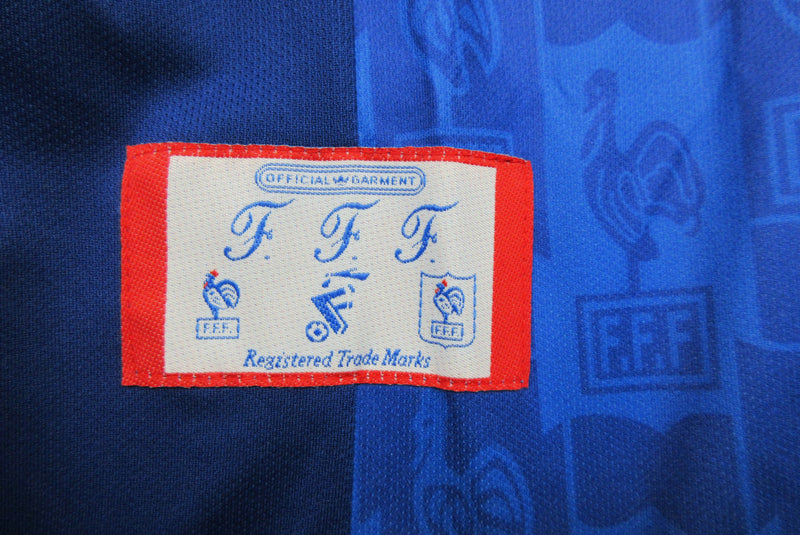 OFFICIAL GARMENT
F. F. F.
F.F.F.
F.F.F.
Registered Trade Marks
F.F.F